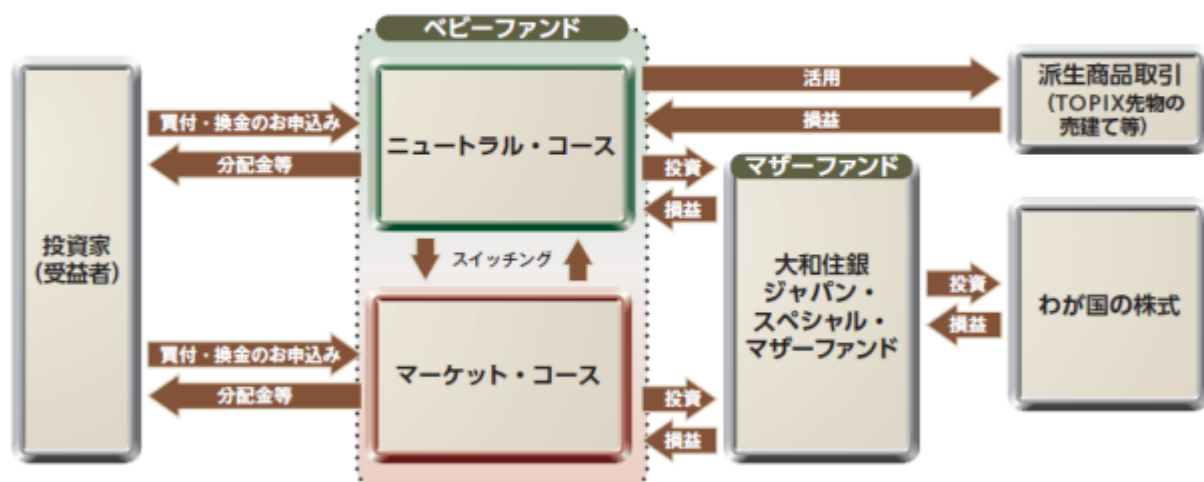 ベビーファンド
投資家
(受益者)
買付・換金のお申込み
分配金等
ニュートラル・コース
活用
損益
派生商品取引
(TOPIX先物の
売建て等)
投資
損益
スイッチング
買付・換金のお申込み
分配金等
マーケット・コース
投資
損益
マザーファンド
大和住銀
ジャパン・
スペシャル・
マザーファンド
投資
損益
わが国の株式